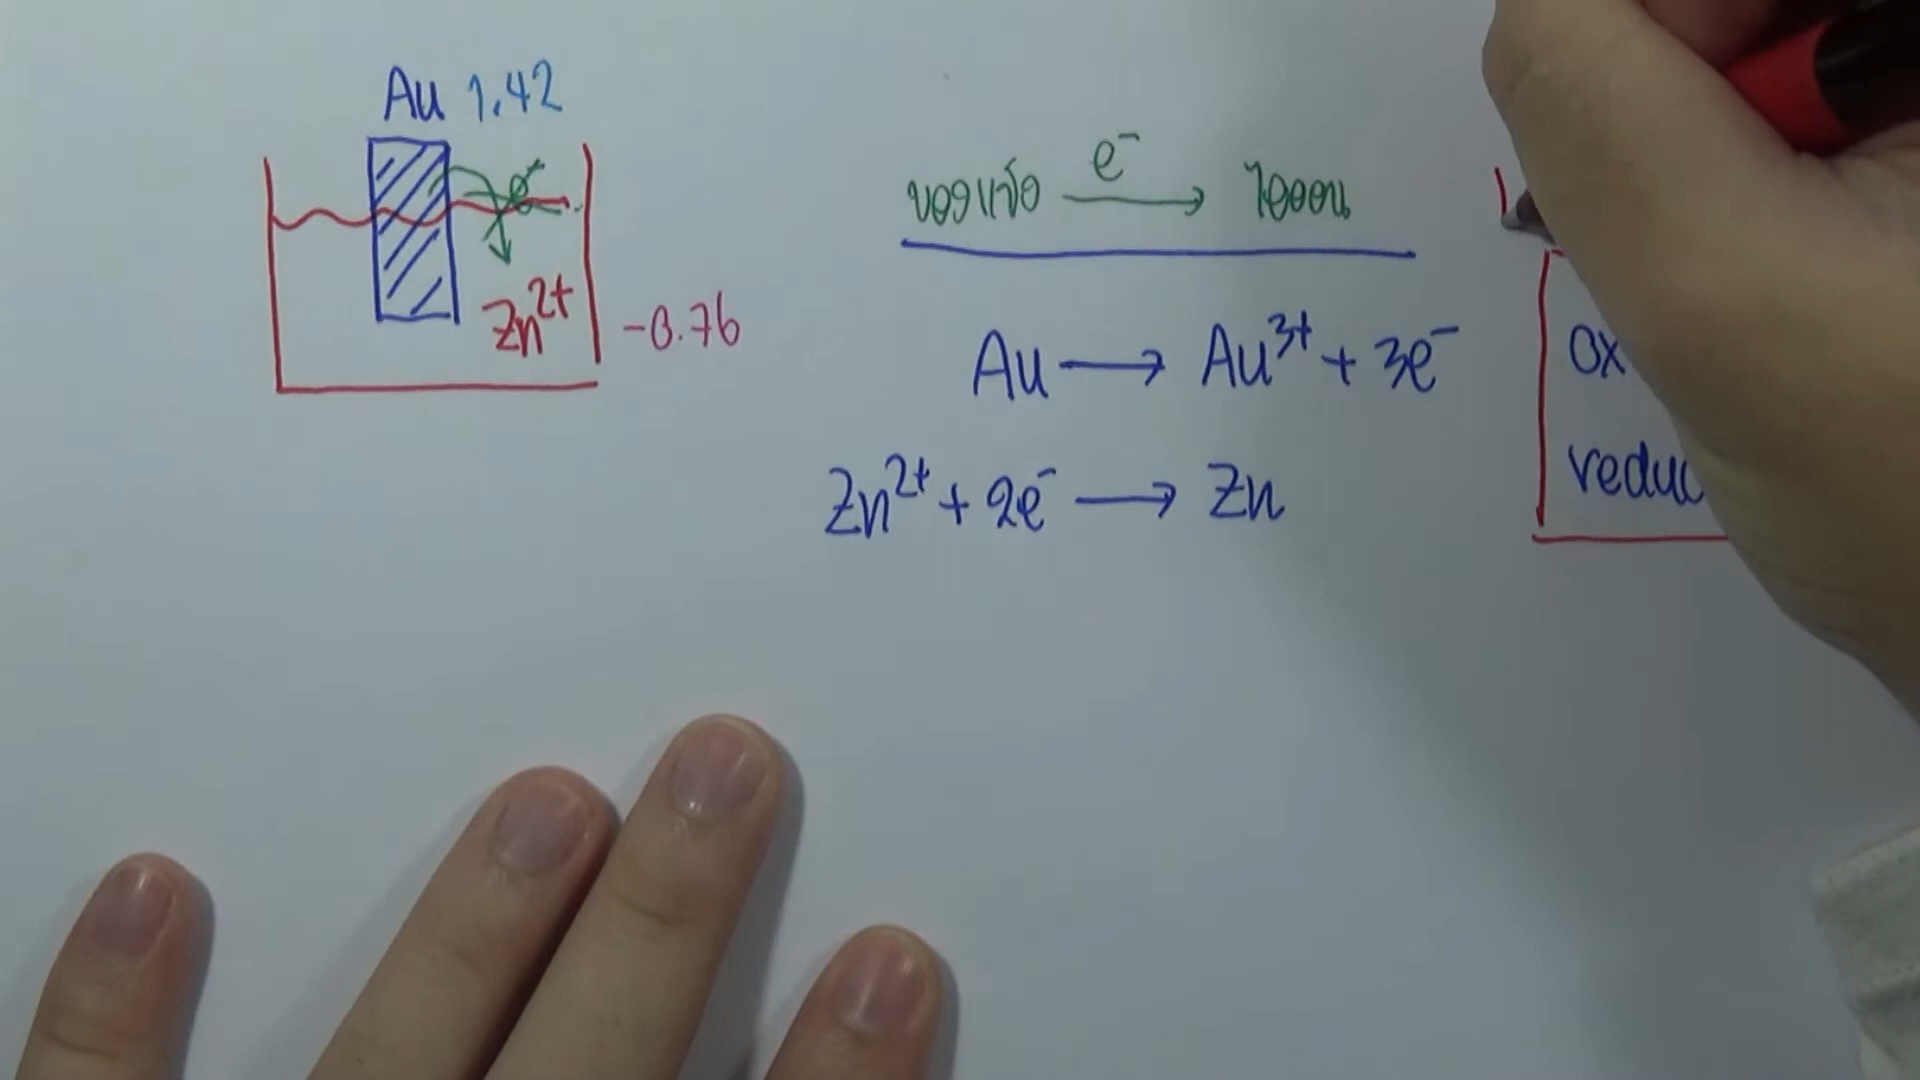 Au 1.42
e⁻
Zn²⁺
-0.76
e⁻
ของแข็ง → ไอออน
Au → Au³⁺ + 3e⁻
Zn²⁺ + 2e⁻ → Zn
ox
reduc